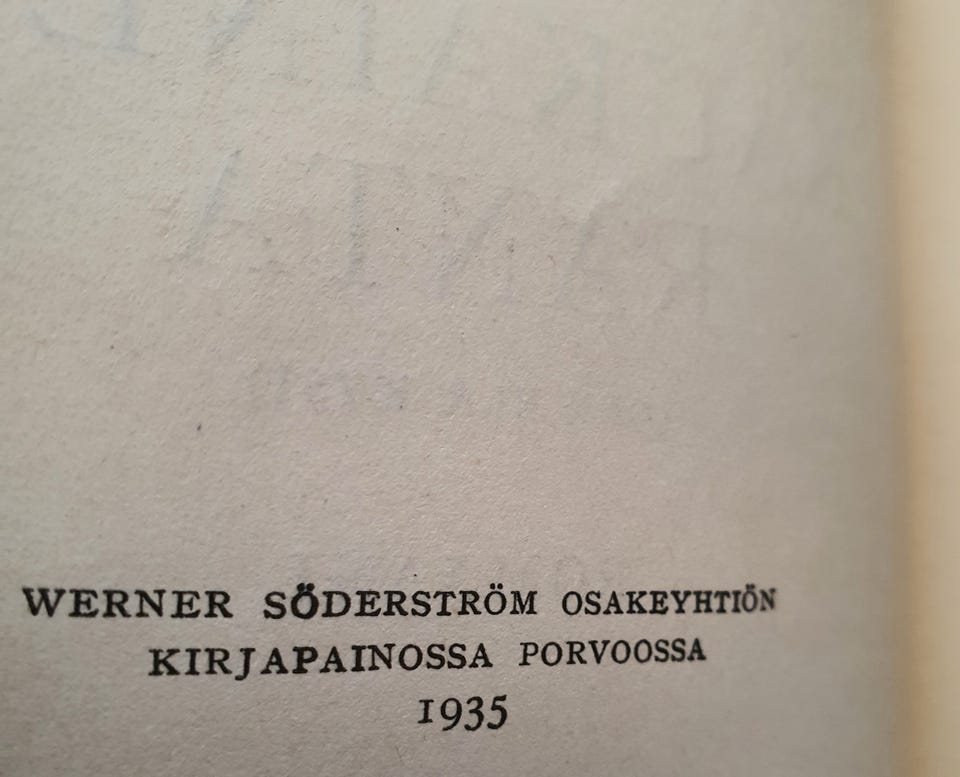 WERNER SÖDERSTRÖM OSAKEYHTIÖN
KIRJAPAINOSSA PORVOOSSA
1935